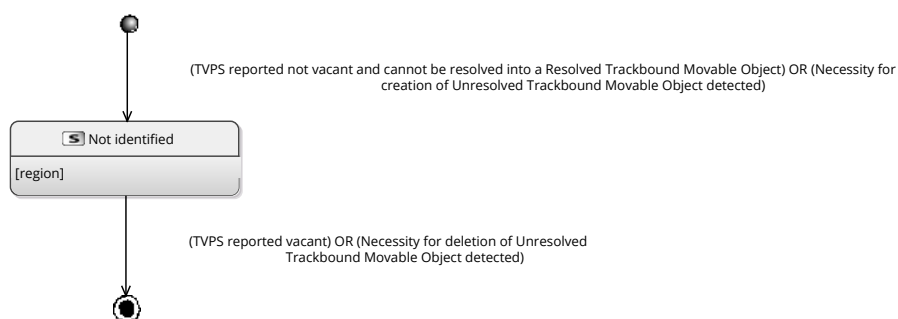 (TVPS reported not vacant and cannot be resolved into a Resolved Trackbound Movable Object) OR (Necessity for
creation of Unresolved Trackbound Movable Object detected)
S Not identified
[region]
(TVPS reported vacant) OR (Necessity for deletion of Unresolved
Trackbound Movable Object detected)